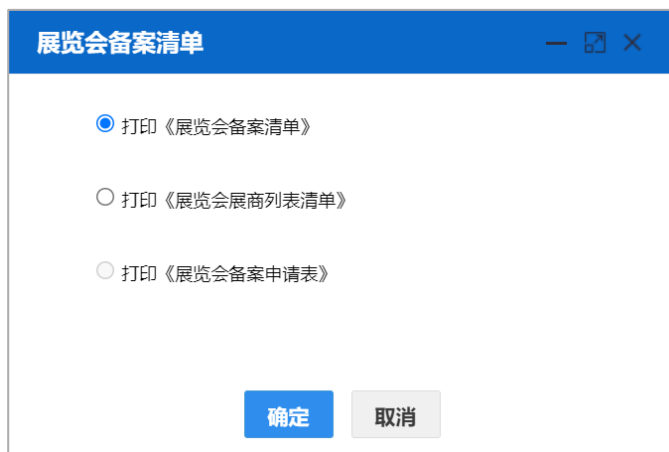 展览会备案清单
打印《展览会备案清单》
打印《展览会展商列表清单》
打印《展览会备案申请表》
确定 取消